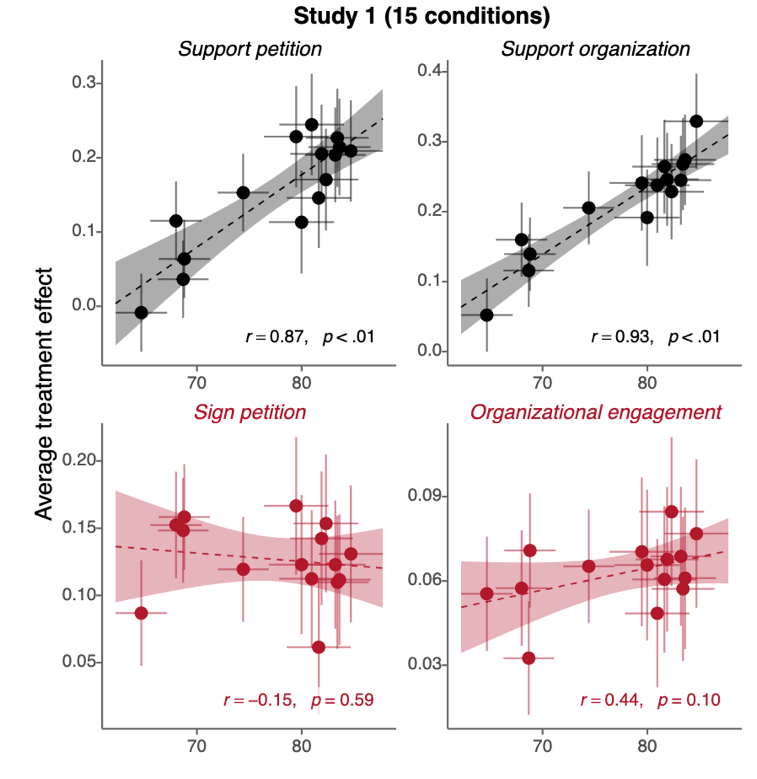 Study 1 (15 conditions)
Support petition
Support organization
0.3
0.2
0.1
0.0
r = 0.87, p < .01
70
80
0.4
0.3
0.2
0.1
0.0
r = 0.93, p < .01
70
80
Average treatment effect
Sign petition
Organizational engagement
0.20
0.15
0.10
0.05
r = −0.15, p = 0.59
70
80
0.09
0.06
0.03
r = 0.44, p = 0.10
70
80